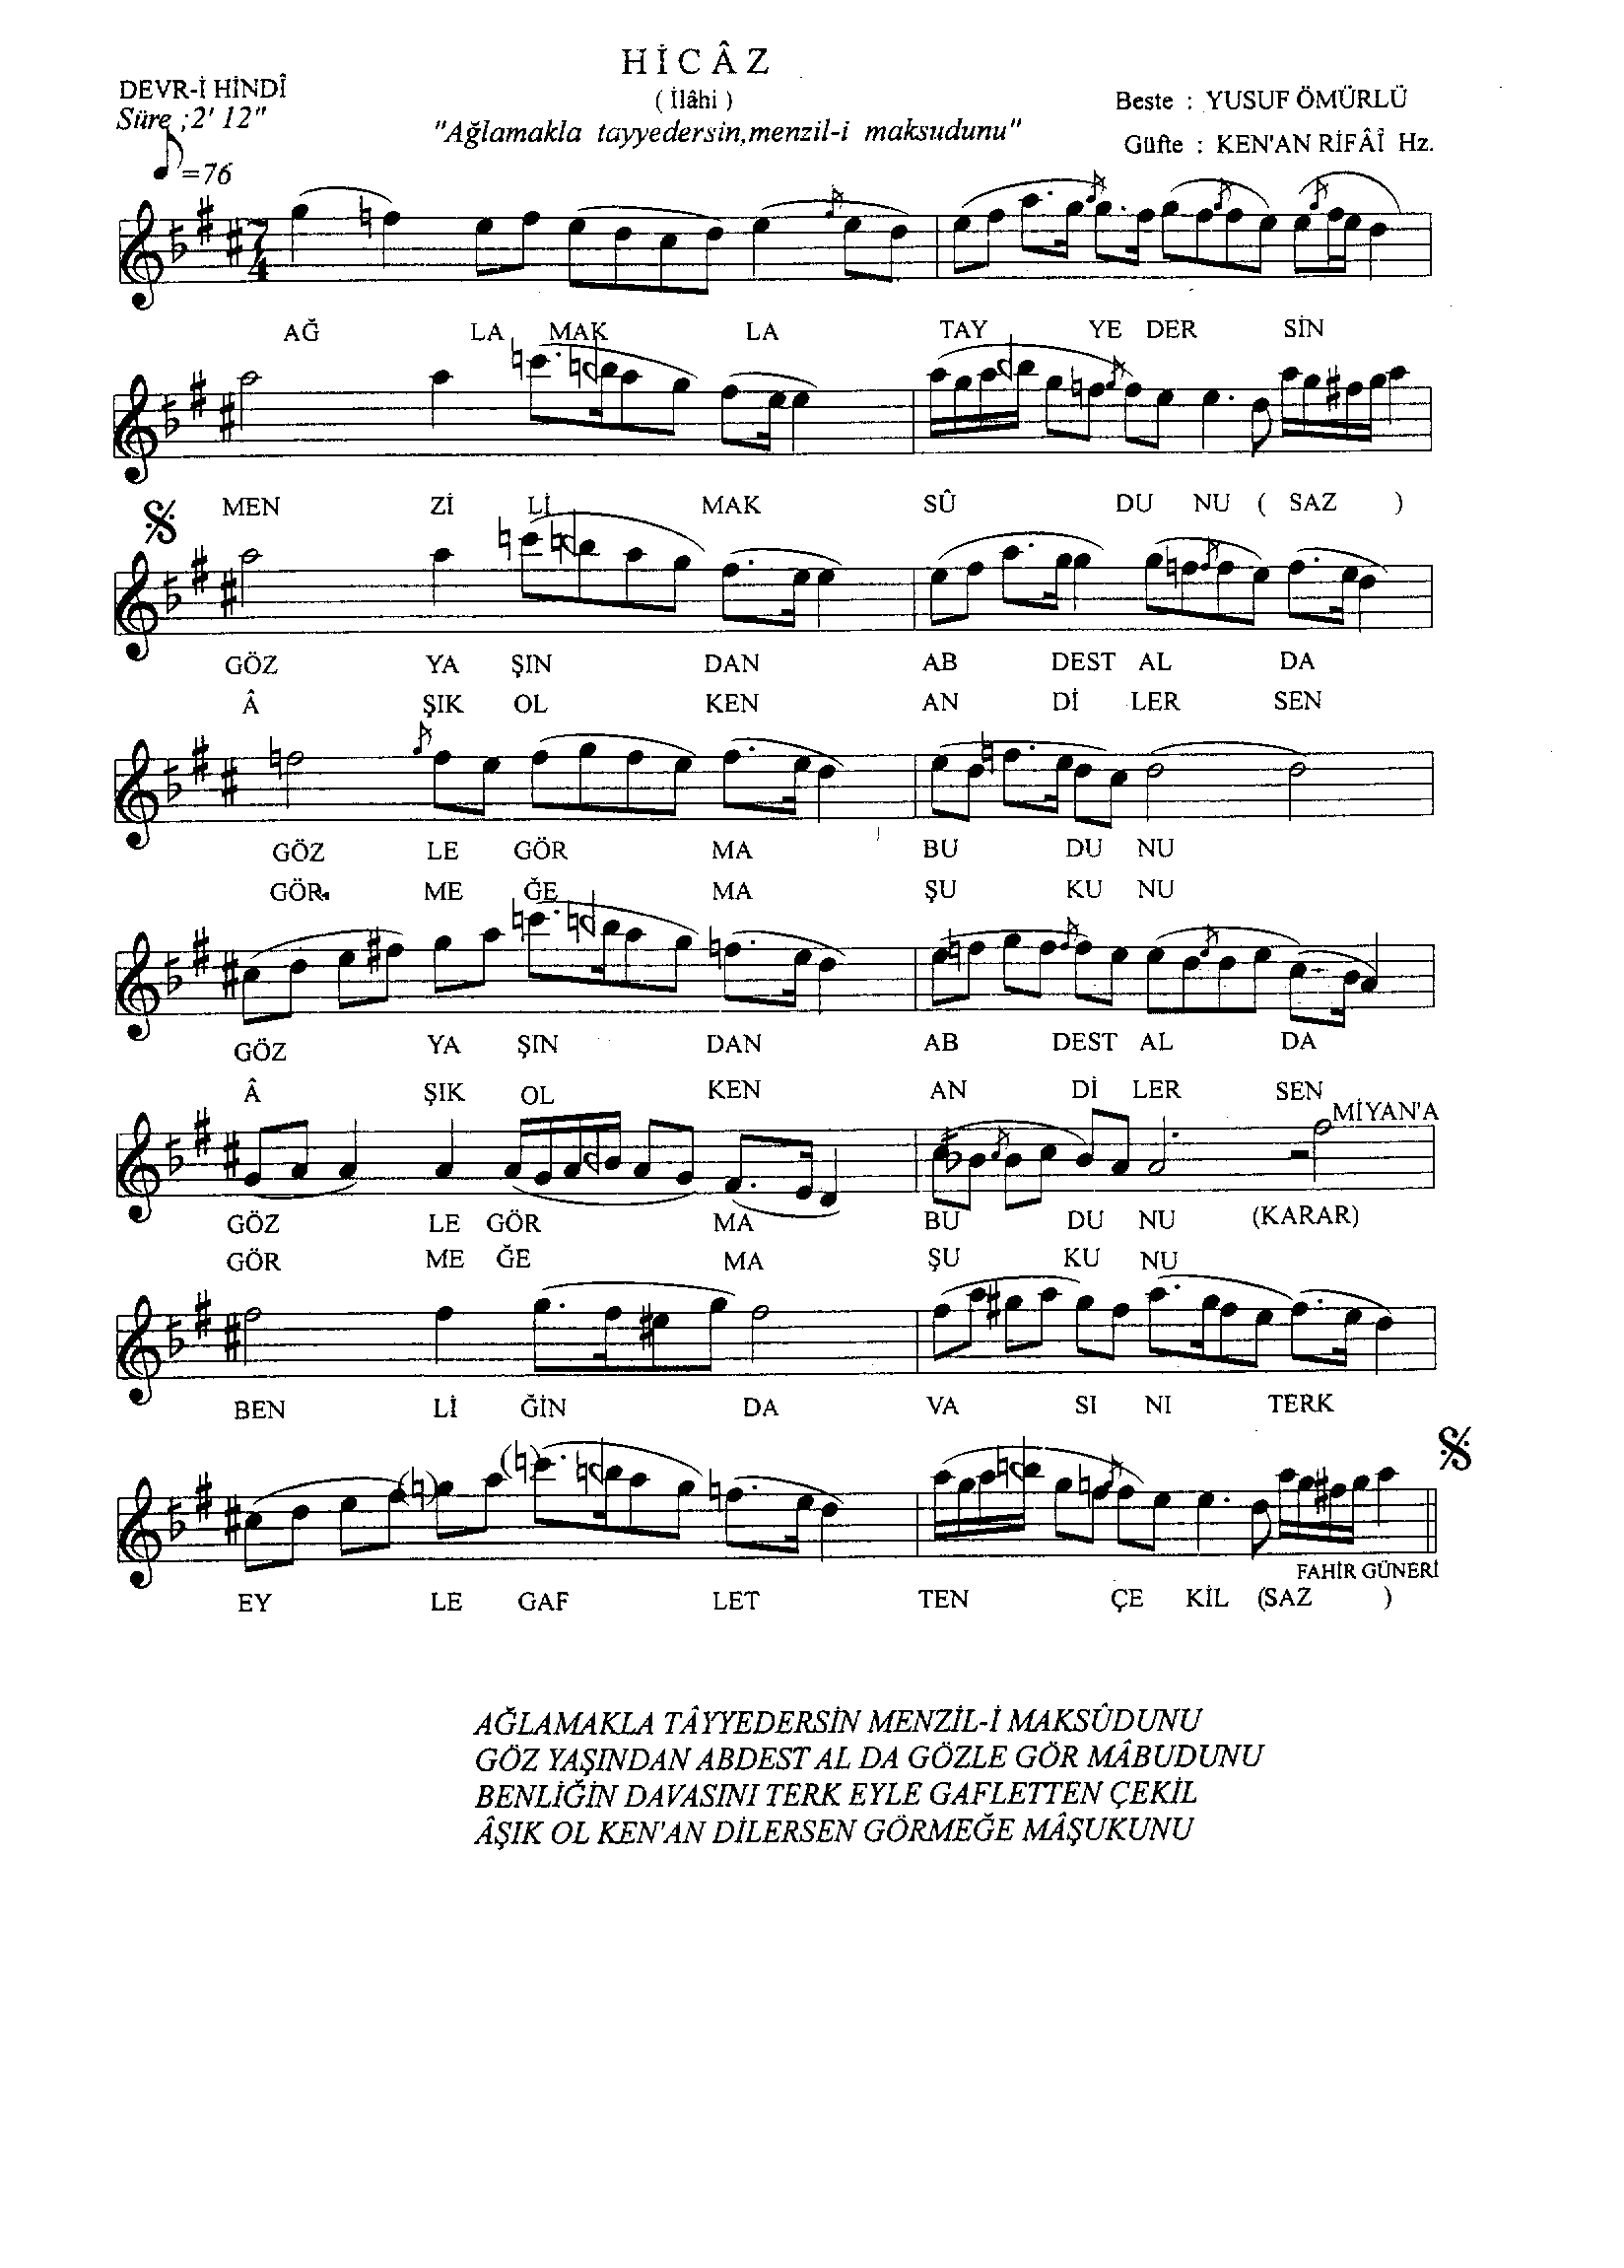 HİCÂZ
DEVR-İ HİNDÎ
( İlâhi )
Beste : YUSUF ÖMÜRLÜ
Süre ;2' 12"
"Ağlamakla tayyedersin,menzil-i maksudunu"
Güfte : KEN'AN RİFÂÎ Hz.
=76
7
4
AĞ LA MAK LA TAY YE DER SİN
MEN Zİ Lİ MAK SÛ DU NU ( SAZ )
GÖZ YA ŞIN DAN AB DEST AL DA
Â ŞIK OL KEN AN Dİ LER SEN
GÖZ LE GÖR MA BU DU NU
GÖR ME ĞE MA ŞU KU NU
GÖZ YA ŞIN DAN AB DEST AL DA
Â ŞIK OL KEN AN Dİ LER SEN
MİYAN'A
GÖZ LE GÖR MA BU DU NU (KARAR)
GÖR ME ĞE MA ŞU KU NU
BEN Lİ ĞİN DA VA SI NI TERK
FAHİR GÜNERİ
EY LE GAF LET TEN ÇE KİL (SAZ )
AĞLAMAKLA TÂYYEDERSİN MENZİL-İ MAKSÛDUNU
GÖZ YAŞINDAN ABDEST AL DA GÖZLE GÖR MÂBUDUNU
BENLİĞİN DAVASINI TERK EYLE GAFLETTEN ÇEKİL
ÂŞIK OL KEN'AN DİLERSEN GÖRMEĞE MÂŞUKUNU